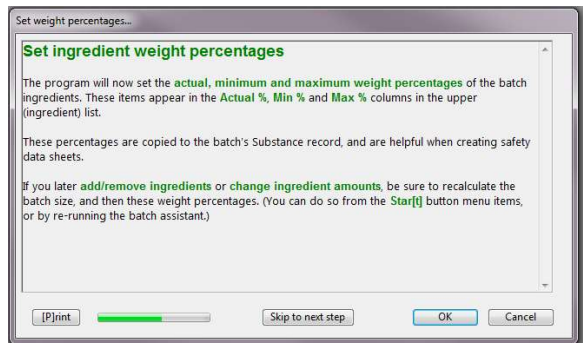 Set weight percentages...
Set ingredient weight percentages
The program will now set the actual, minimum and maximum weight percentages of the batch
ingredients. These items appear in the Actual %, Min % and Max % columns in the upper
(ingredient) list.
These percentages are copied to the batch's Substance record, and are helpful when creating safety
data sheets.
If you later add/remove ingredients or change ingredient amounts, be sure to recalculate the
batch size, and then these weight percentages. (You can do so from the Star[t] button menu items,
or by re-running the batch assistant.)
[P]rint Skip to next step OK Cancel